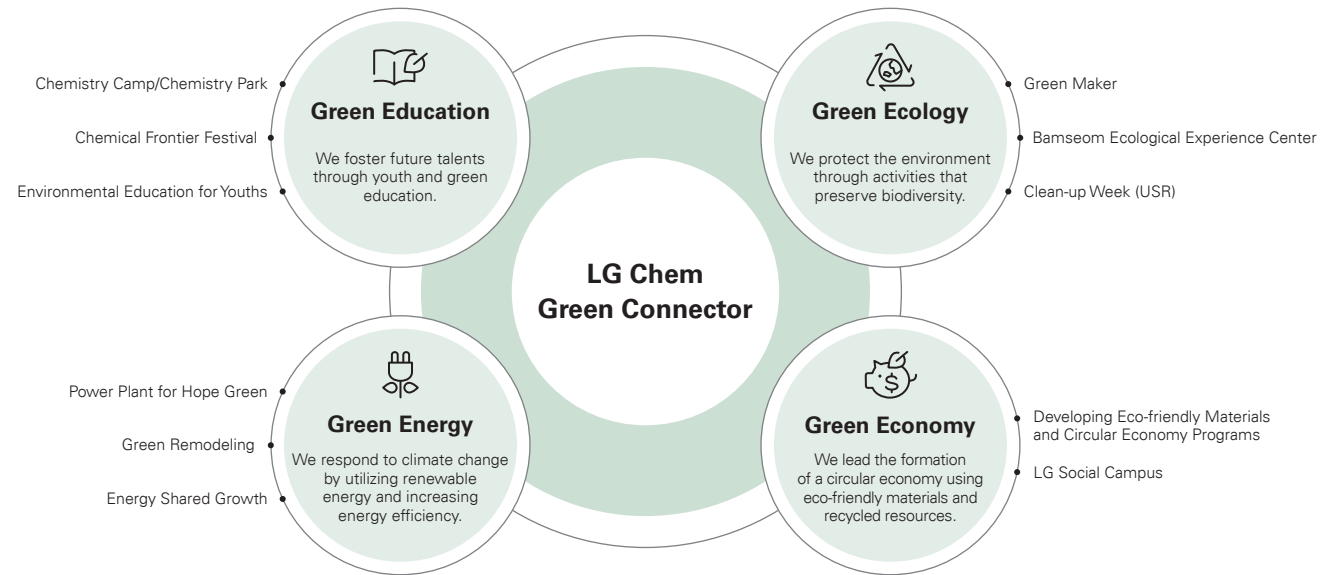 Chemistry Camp/Chemistry Park
Chemical Frontier Festival
Environmental Education for Youths
Green Education
We foster future talents
through youth and green
education.
Green Ecology
We protect the environment
through activities that
preserve biodiversity.
Green Maker
Bamseom Ecological Experience Center
Clean-up Week (USR)
LG Chem
Green Connector
Power Plant for Hope Green
Green Remodeling
Energy Shared Growth
Green Energy
We respond to climate change
by utilizing renewable
energy and increasing
energy efficiency.
$
Green Economy
We lead the formation
of a circular economy using
eco-friendly materials and
recycled resources.
Developing Eco-friendly Materials
and Circular Economy Programs
LG Social Campus